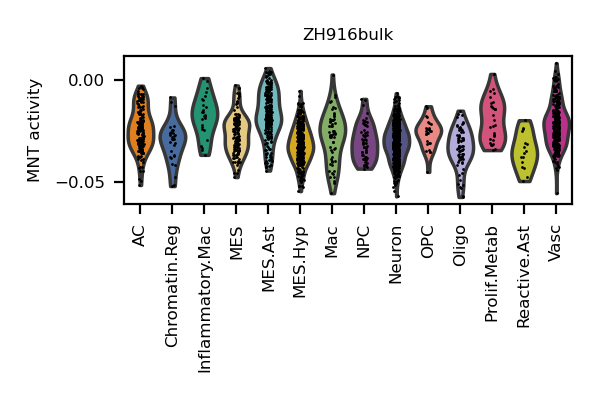 ZH916bulk
MNT activity
0.00
−0.05
AC
Chromatin.Reg
Inflammatory.Mac
MES
MES.Ast
MES.Hyp
Mac
NPC
Neuron
OPC
Oligo
Prolif.Metab
Reactive.Ast
Vasc